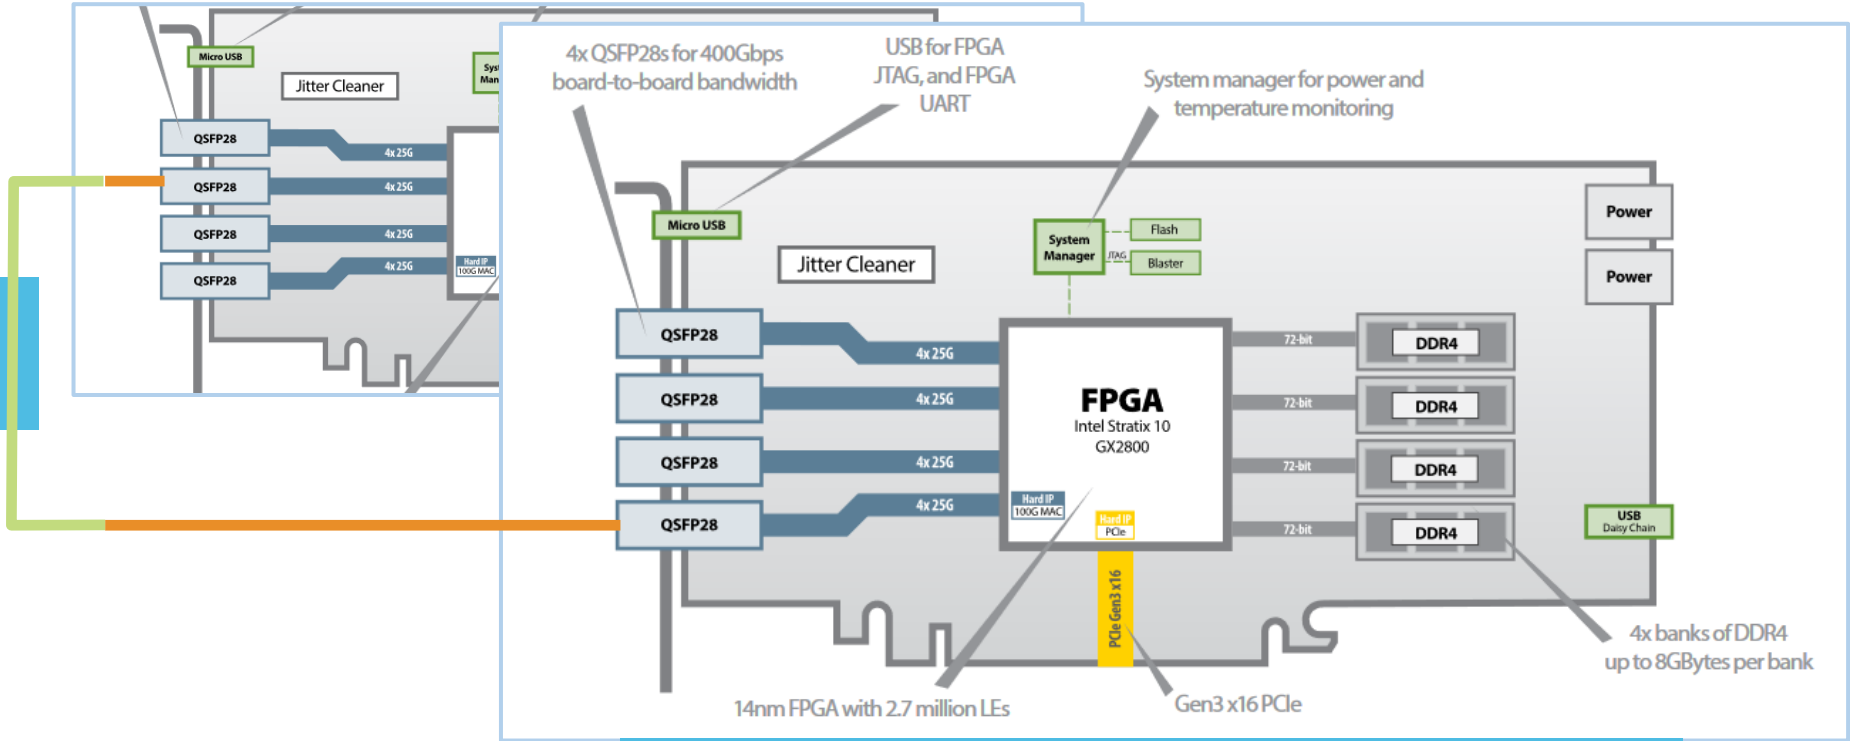 Micro USB
Jitter Cleaner
QSFP28
4x 25G
QSFP28
4x 25G
QSFP28
4x 25G
QSFP28
4x 25G
Hard IP
100G MAC
4x QSFP28s for 400Gbps
board-to-board bandwidth
USB for FPGA
JTAG, and FPGA
UART
System manager for power and
temperature monitoring
Micro USB
Jitter Cleaner
System
Manager
JTAG
Flash
Blaster
Power
Power
QSFP28
4x 25G
QSFP28
4x 25G
QSFP28
4x 25G
QSFP28
4x 25G
FPGA
Intel Stratix 10
GX2800
Hard IP
100G MAC
Hard IP
PCIe
PCIe Gen3 x16
72-bit
DDR4
72-bit
DDR4
72-bit
DDR4
72-bit
DDR4
USB
Daisy Chain
4x banks of DDR4
up to 8GBytes per bank
14nm FPGA with 2.7 million LEs
Gen3 x16 PCIe